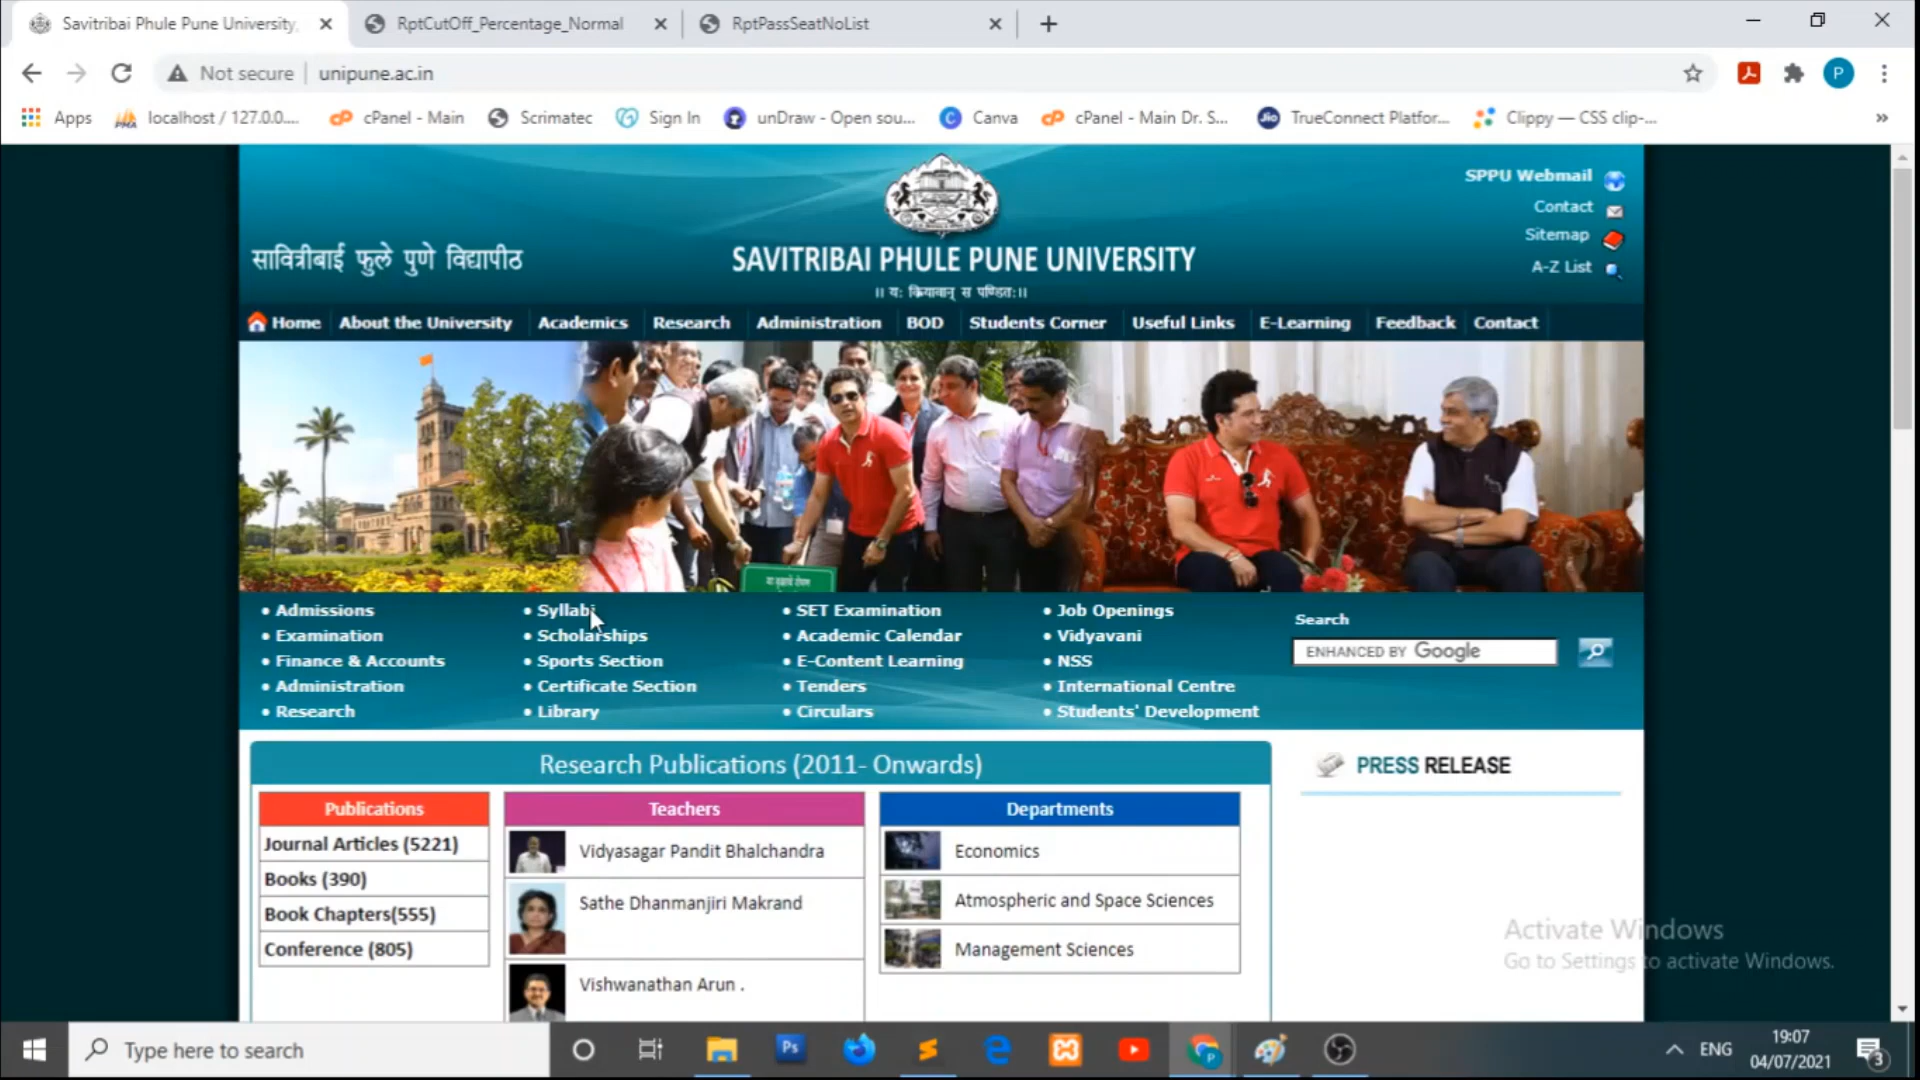 Savitribai Phule Pune University,
RptCutOff_Percentage_Normal
RptPassSeatNoList
Not secure
unipune.ac.in
P
Apps
localhost / 127.0.0....
cPanel - Main
Scrimatec
Sign In
unDraw - Open sou...
Canva
cPanel - Main Dr. S...
TrueConnect Platfor...
Clippy — CSS clip-...
SPPU Webmail
Contact
Sitemap
A-Z List
सावित्रीबाई फुले पुणे विद्यापीठ
SAVITRIBAI PHULE PUNE UNIVERSITY
॥ यः क्रियावान् स पण्डितः॥
Home
About the University
Academics
Research
Administration
BOD
Students Corner
Useful Links
E-Learning
Feedback
Contact
• Admissions
• Examination
• Finance & Accounts
• Administration
• Research
• Syllabi
• Scholarships
• Sports Section
• Certificate Section
• Library
• SET Examination
• Academic Calendar
• E-Content Learning
• Tenders
• Circulars
• Job Openings
• Vidyavani
• NSS
• International Centre
• Students' Development
Search
ENHANCED BY Google
Research Publications (2011- Onwards)
Publications
Journal Articles (5221)
Books (390)
Book Chapters(555)
Conference (805)
Teachers
Vidyasagar Pandit Bhalchandra
Sathe Dhanmanjiri Makrand
Vishwanathan Arun .
Departments
Economics
Atmospheric and Space Sciences
Management Sciences
PRESS RELEASE
Activate Windows
Go to Settings to activate Windows.
Type here to search
Ps
P
ENG
19:07
04/07/2021
3